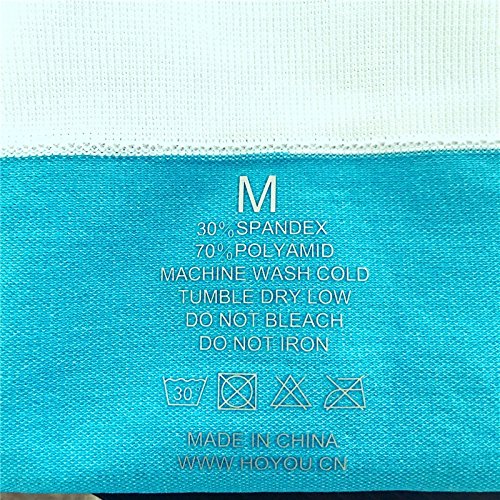 M
30%SPANDEX
70%POLYAMID
MACHINE WASH COLD
TUMBLE DRY LOW
DO NOT BLEACH
DO NOT IRON
30
MADE IN CHINA
WWW.HOYOU.CN